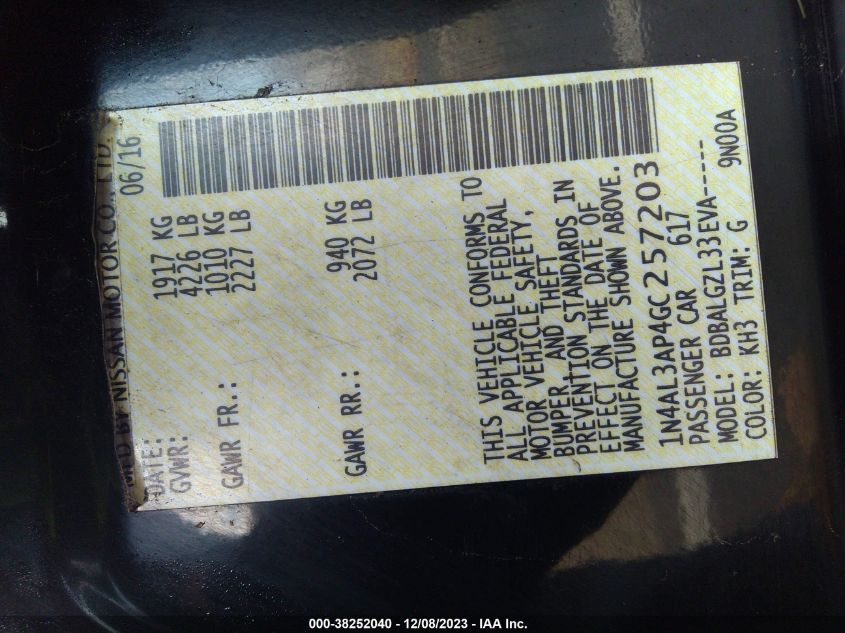 MFD BY NISSAN MOTOR CO., LTD.
DATE: 06/16
GVWR: 1917 KG
4226 LB
GAWR FR.: 1010 KG
2227 LB
GAWR RR.: 940 KG
2072 LB
THIS VEHICLE CONFORMS TO
ALL APPLICABLE FEDERAL
MOTOR VEHICLE SAFETY,
BUMPER AND THEFT
PREVENTION STANDARDS IN
EFFECT ON THE DATE OF
MANUFACTURE SHOWN ABOVE.
1N4AL3AP4GC257203
PASSENGER CAR 617
MODEL: BDBALGZL33EVA-----
COLOR: KH3 TRIM: G 9N00A
000-38252040 - 12/08/2023 - IAA Inc.